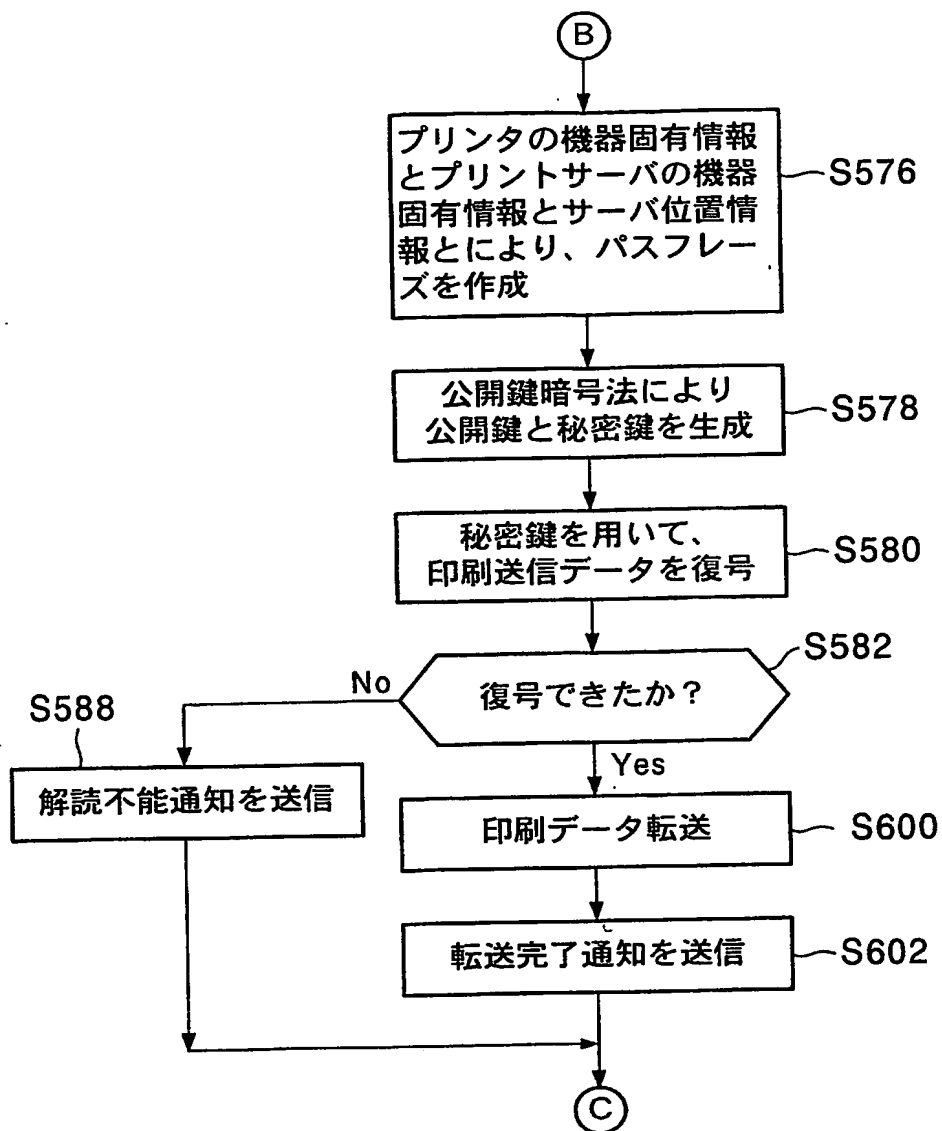 B
プリンタの機器固有情報
とプリントサーバの機器
固有情報とサーバ位置情
報とにより、パスフレー
ズを作成
S576
公開鍵暗号法により
公開鍵と秘密鍵を生成
S578
秘密鍵を用いて、
印刷送信データを復号
S580
S582
復号できたか？
No
Yes
S588
解読不能通知を送信
印刷データ転送
S600
転送完了通知を送信
S602
C